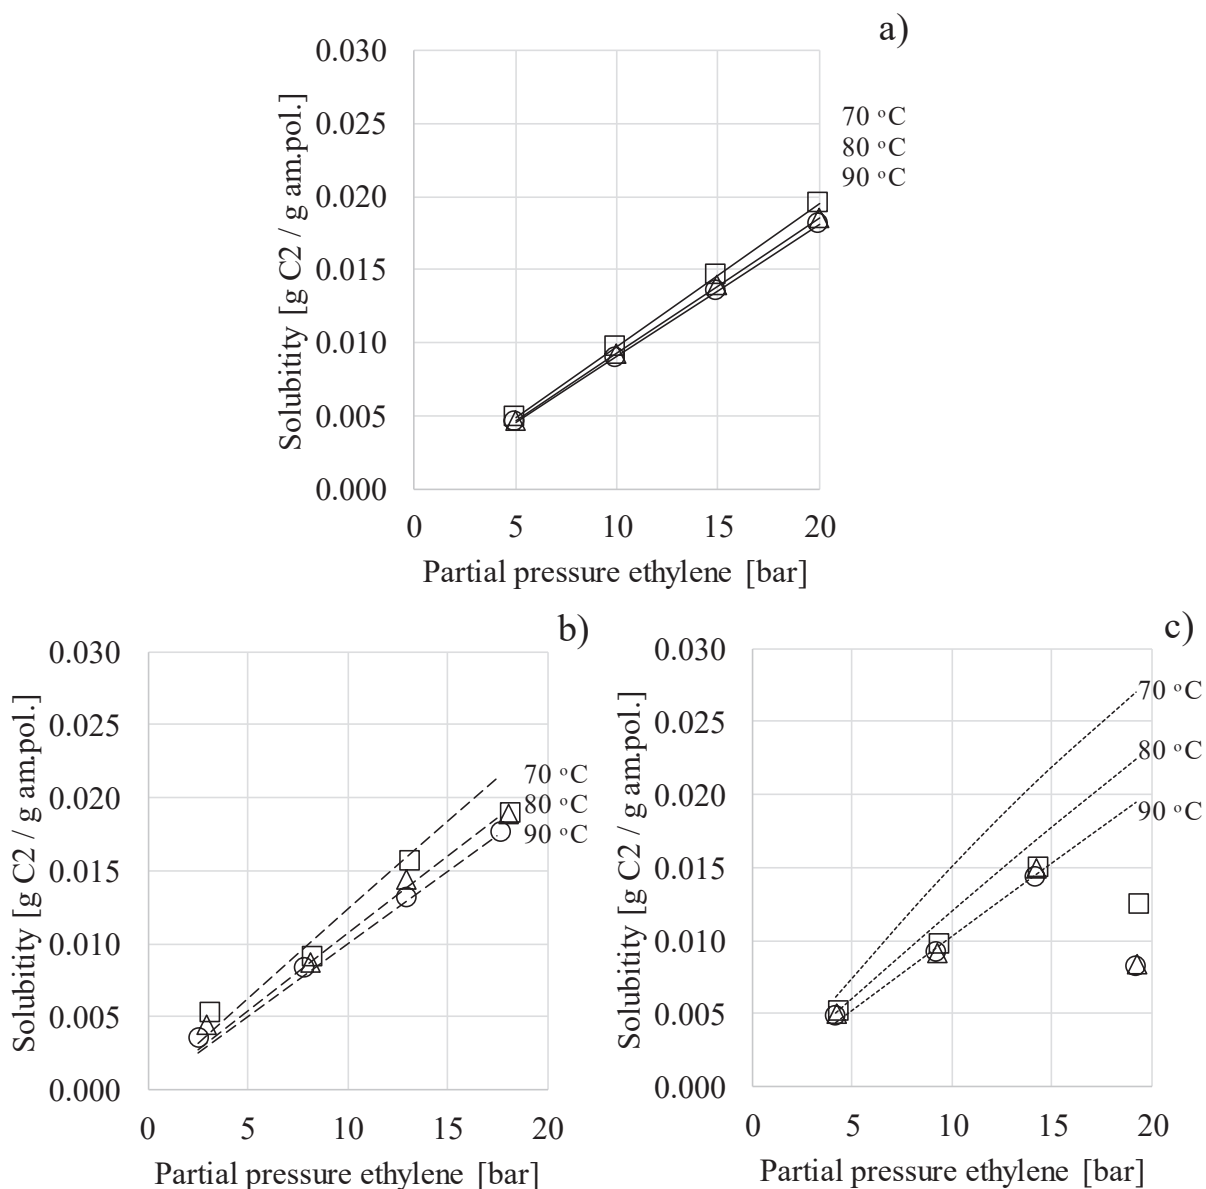 a)
0.030
0.025
0.020
0.015
0.010
0.005
0.000
Solubitity [g C2 / g am.pol.]
70 °C
80 °C
90 °C
0 5 10 15 20
Partial pressure ethylene [bar]
b)
0.030
0.025
0.020
0.015
0.010
0.005
0.000
Solubitity [g C2 / g am.pol.]
70 °C
80 °C
90 °C
0 5 10 15 20
Partial pressure ethylene [bar]
c)
0.030
0.025
0.020
0.015
0.010
0.005
0.000
Solubitity [g C2 / g am.pol.]
70 °C
80 °C
90 °C
0 5 10 15 20
Partial pressure ethylene [bar]